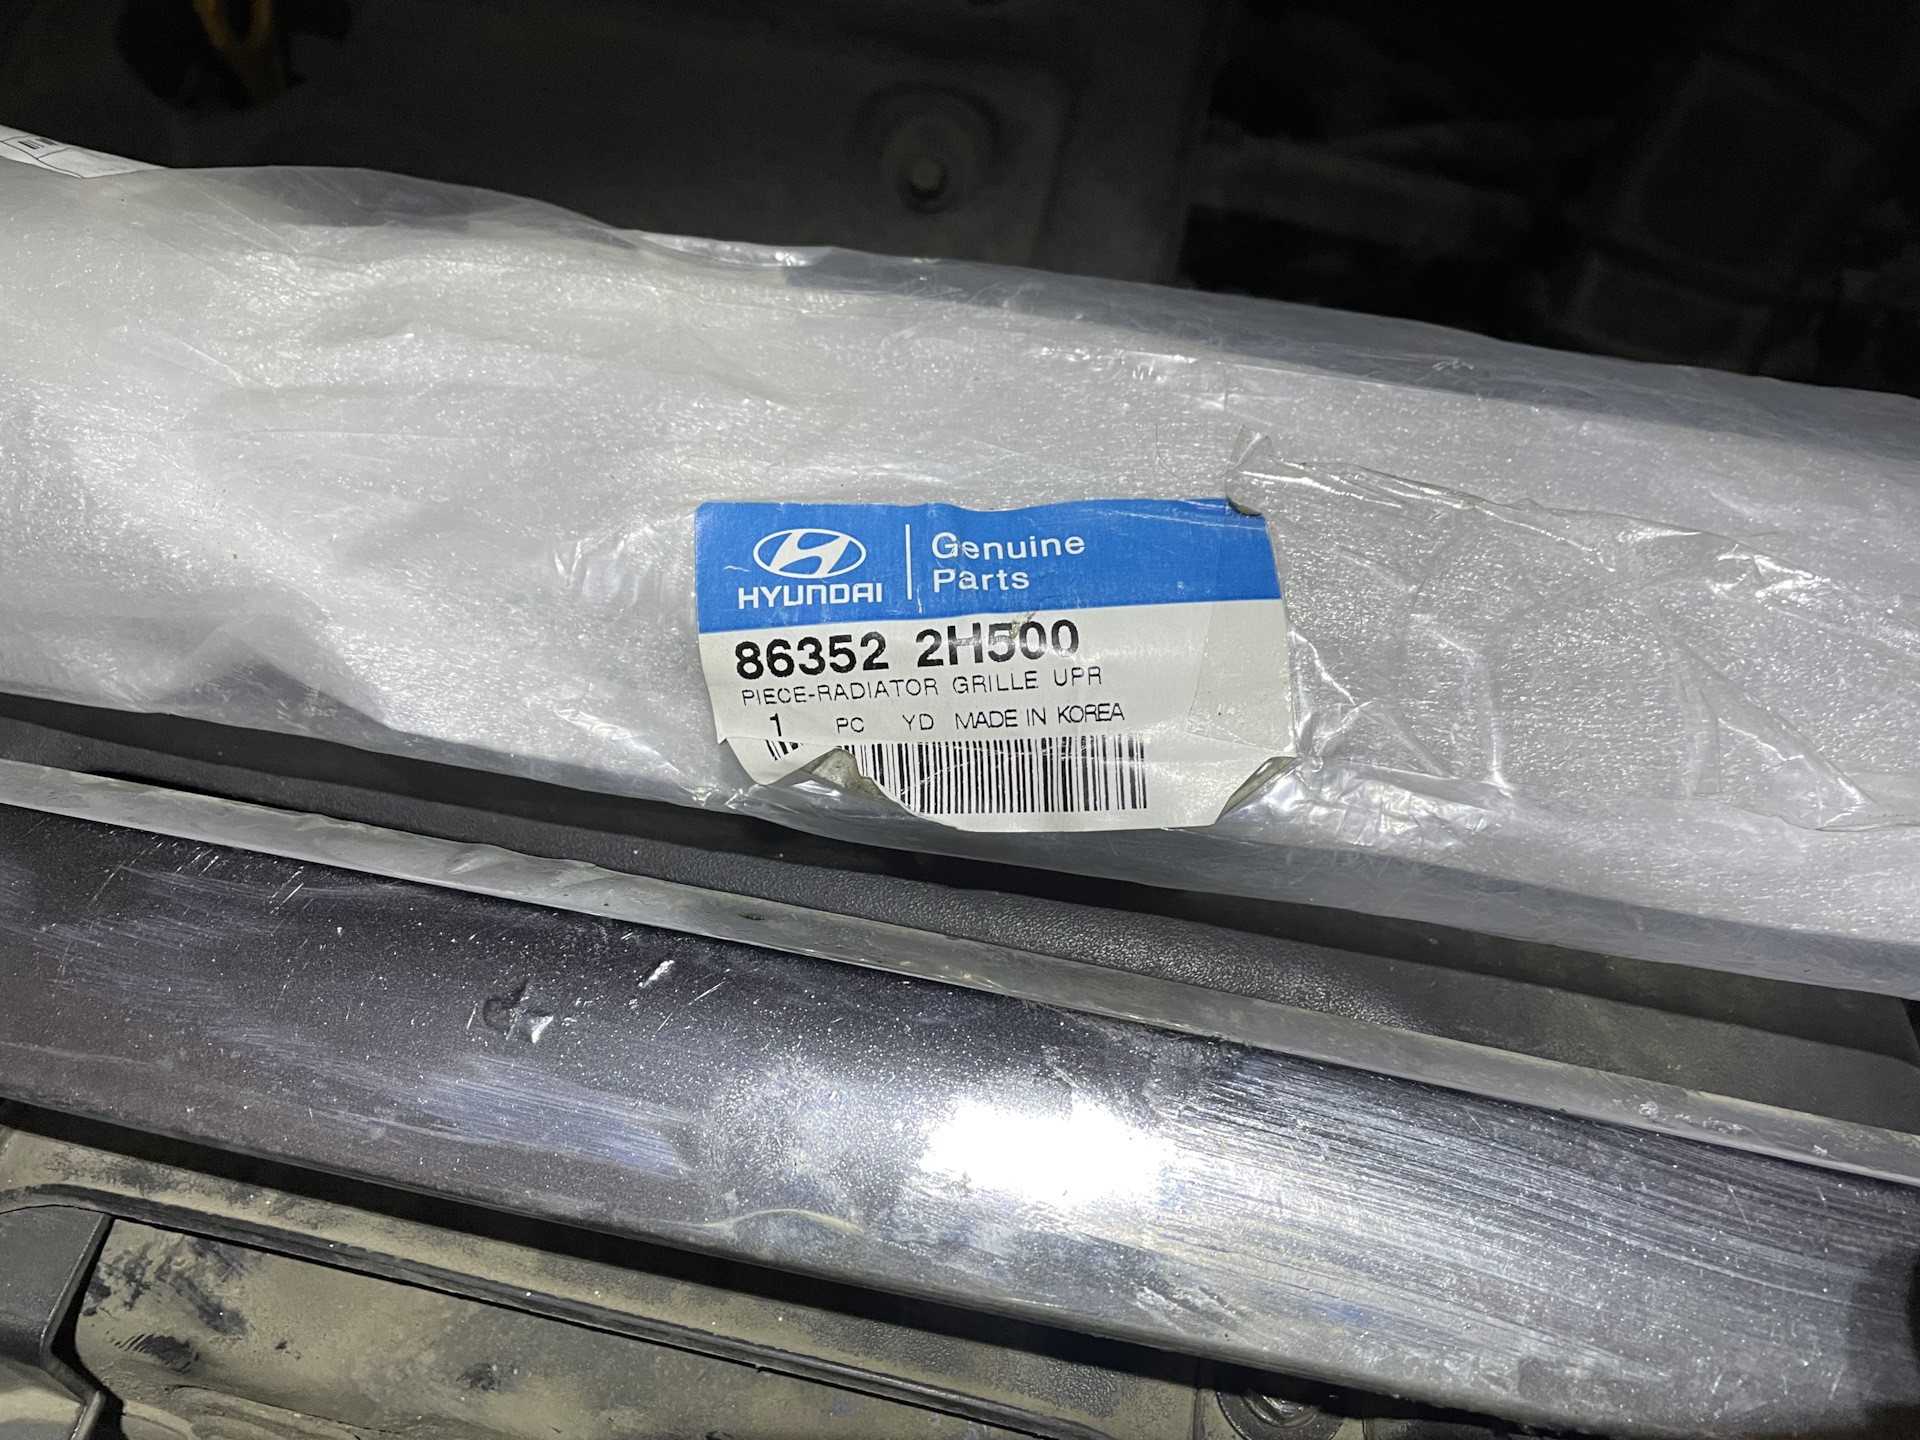 HYUNDAI
Genuine
Parts
86352 2H500
PIECE-RADIATOR GRILLE UPR
1 PC YD MADE IN KOREA